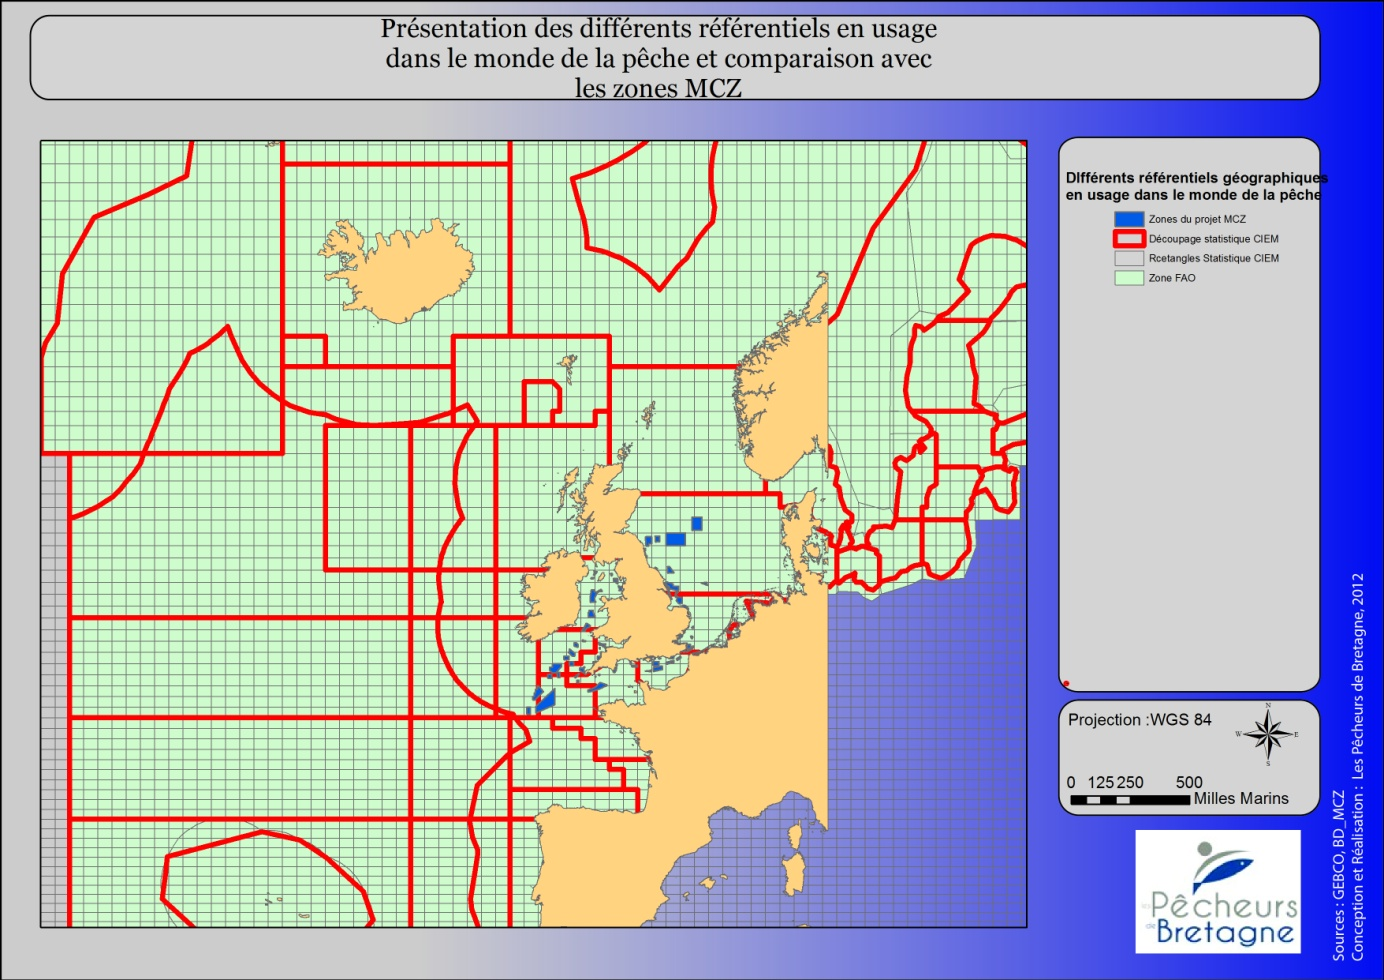 Présentation des différents référentiels en usage
dans le monde de la pêche et comparaison avec
les zones MCZ
DIfférents référentiels géographiques
en usage dans le monde de la pêche
Zones du projet MCZ
Découpage statistique CIEM
Rcetangles Statistique CIEM
Zone FAO
Projection :WGS 84
N
W
E
S
0 125 250 500
Milles Marins
Pêcheurs
de Bretagne
Sources : GEBCO, BD_MCZ
Conception et Réalisation : Les Pêcheurs de Bretagne, 2012